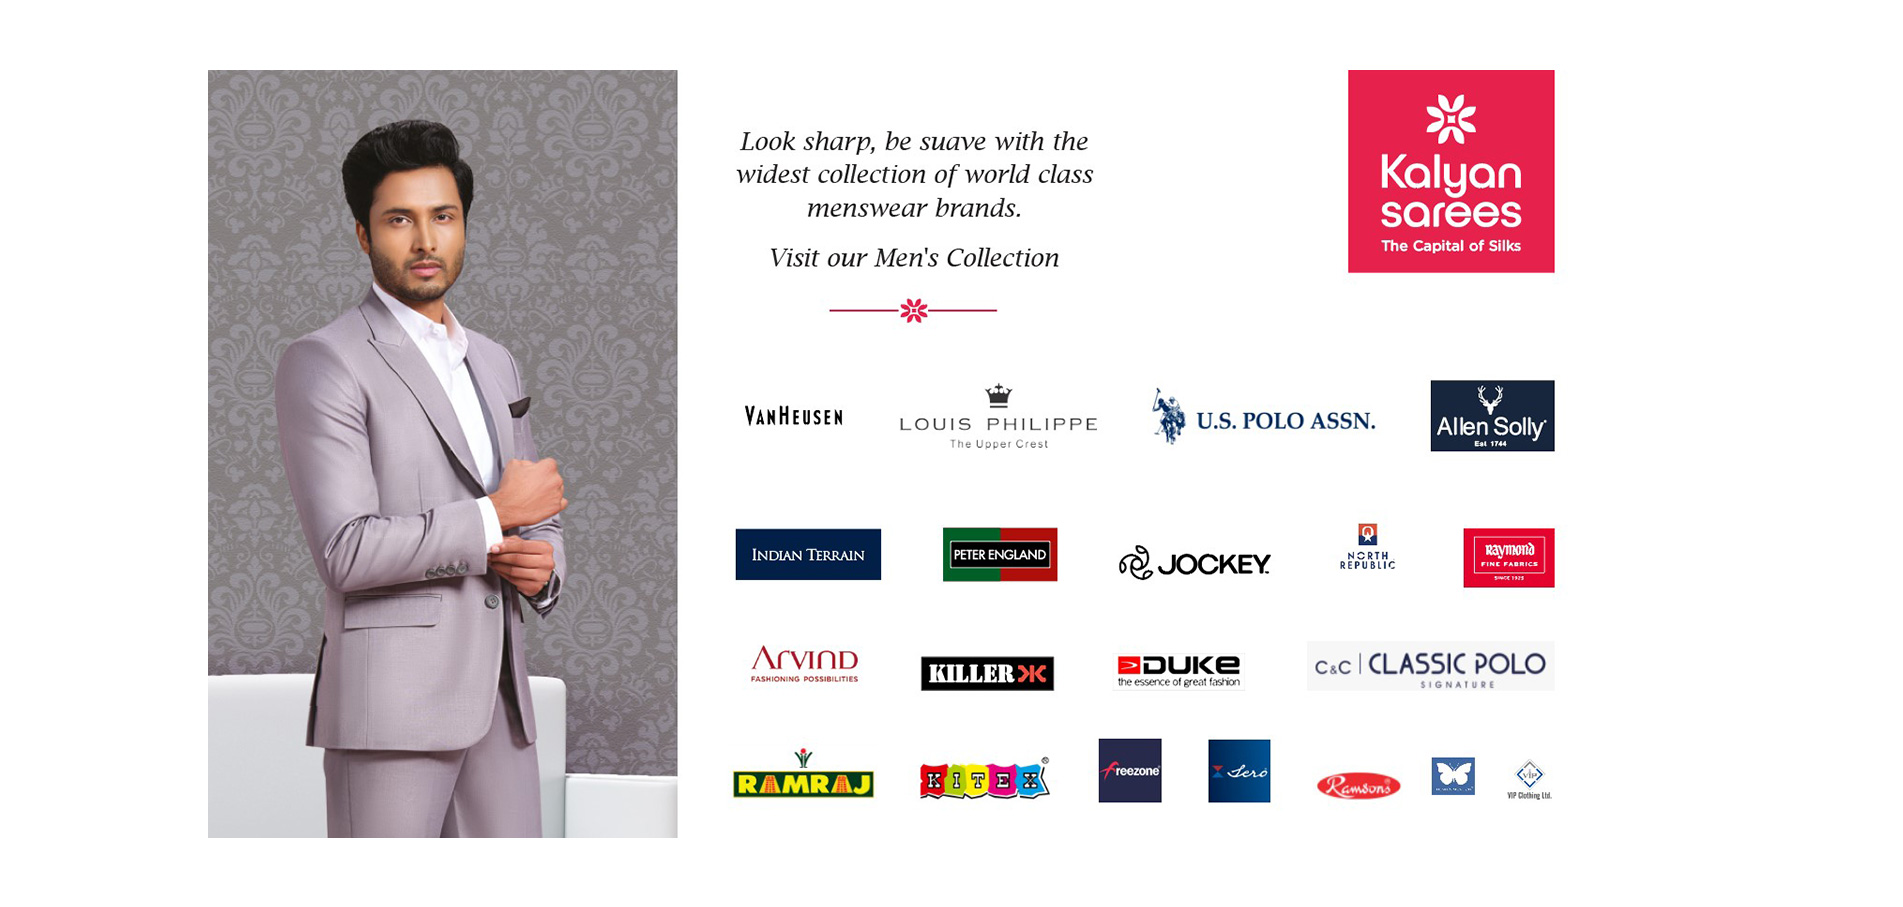 Look sharp, be suave with the
widest collection of world class
menswear brands.
Visit our Men's Collection
Kalyan
sarees
The Capital of Silks
VANHEUSEN
LOUIS PHILIPPE
The Upper Crest
U.S. POLO ASSN.
Allen Solly
Est 1744
INDIAN TERRAIN
PETER ENGLAND
JOCKEY
NORTH
REPUBLIC
Raymond
FINE FABRICS
SINCE 1925
ARVIND
FASHIONING POSSIBILITIES
KILLER
DUKE
the essence of great fashion
C&C CLASSIC POLO
SIGNATURE
RAMRAJ
KITEX®
freezone
Sero
Ramsons
VIP
VIP Clothing Ltd.